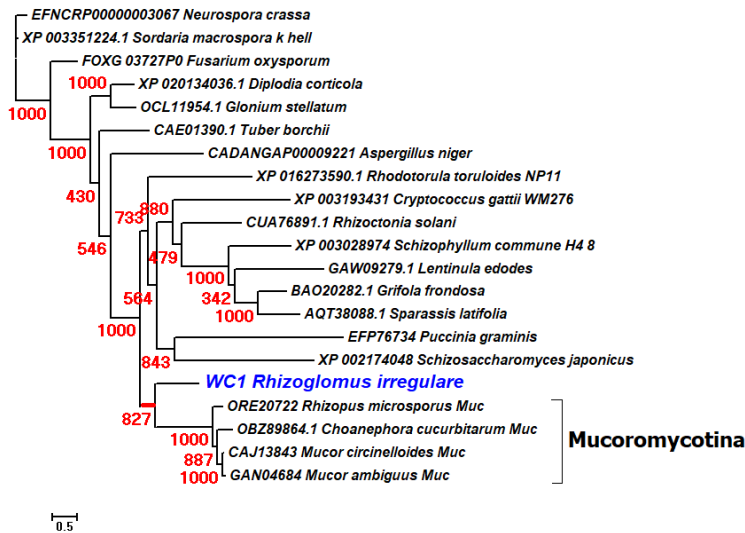 EFNCRP00000003067 Neurospora crassa
XP 003351224.1 Sordaria macrospora k hell
FOXG 03727P0 Fusarium oxysporum
1000 XP 020134036.1 Diplodia corticola
1000 OCL11954.1 Glonium stellatum
CAE01390.1 Tuber borchii
1000
CADANGAP00009221 Aspergillus niger
XP 016273590.1 Rhodotorula toruloides NP11
430
XP 003193431 Cryptococcus gattii WM276
733 880
CUA76891.1 Rhizoctonia solani
546 XP 003028974 Schizophyllum commune H4 8
479
GAW09279.1 Lentinula edodes
1000
BAO20282.1 Grifola frondosa
564 342
AQT38088.1 Sparassis latifolia
1000 1000
EFP76734 Puccinia graminis
XP 002174048 Schizosaccharomyces japonicus
843
WC1 Rhizoglomus irregulare
ORE20722 Rhizopus microsporus Muc
827
OBZ89864.1 Choanephora cucurbitarum Muc
1000 Mucoromycotina
CAJ13843 Mucor circinelloides Muc
887
GAN04684 Mucor ambiguus Muc
1000
0.5